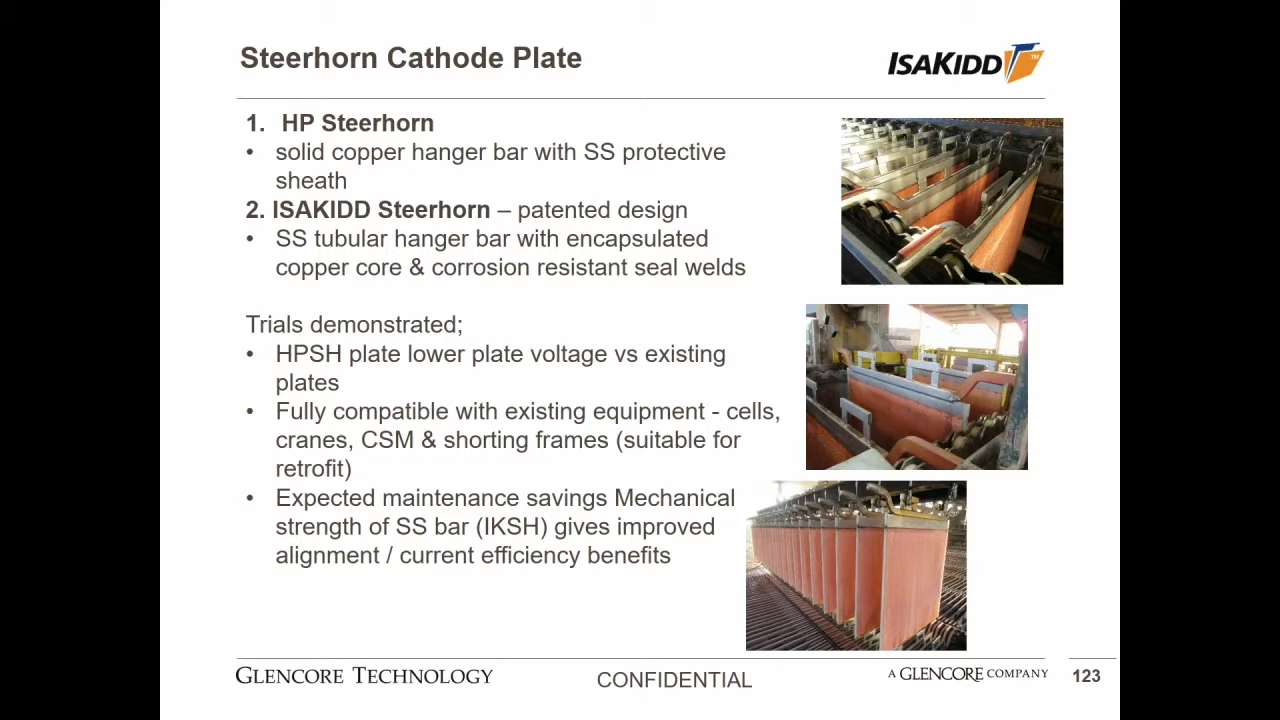 Steerhorn Cathode Plate
ISAKIDD™
1. HP Steerhorn
• solid copper hanger bar with SS protective
sheath
2. ISAKIDD Steerhorn – patented design
• SS tubular hanger bar with encapsulated
copper core & corrosion resistant seal welds
Trials demonstrated;
• HPSH plate lower plate voltage vs existing
plates
• Fully compatible with existing equipment - cells,
cranes, CSM & shorting frames (suitable for
retrofit)
• Expected maintenance savings Mechanical
strength of SS bar (IKSH) gives improved
alignment / current efficiency benefits
GLENCORE TECHNOLOGY
CONFIDENTIAL
A GLENCORE COMPANY
123